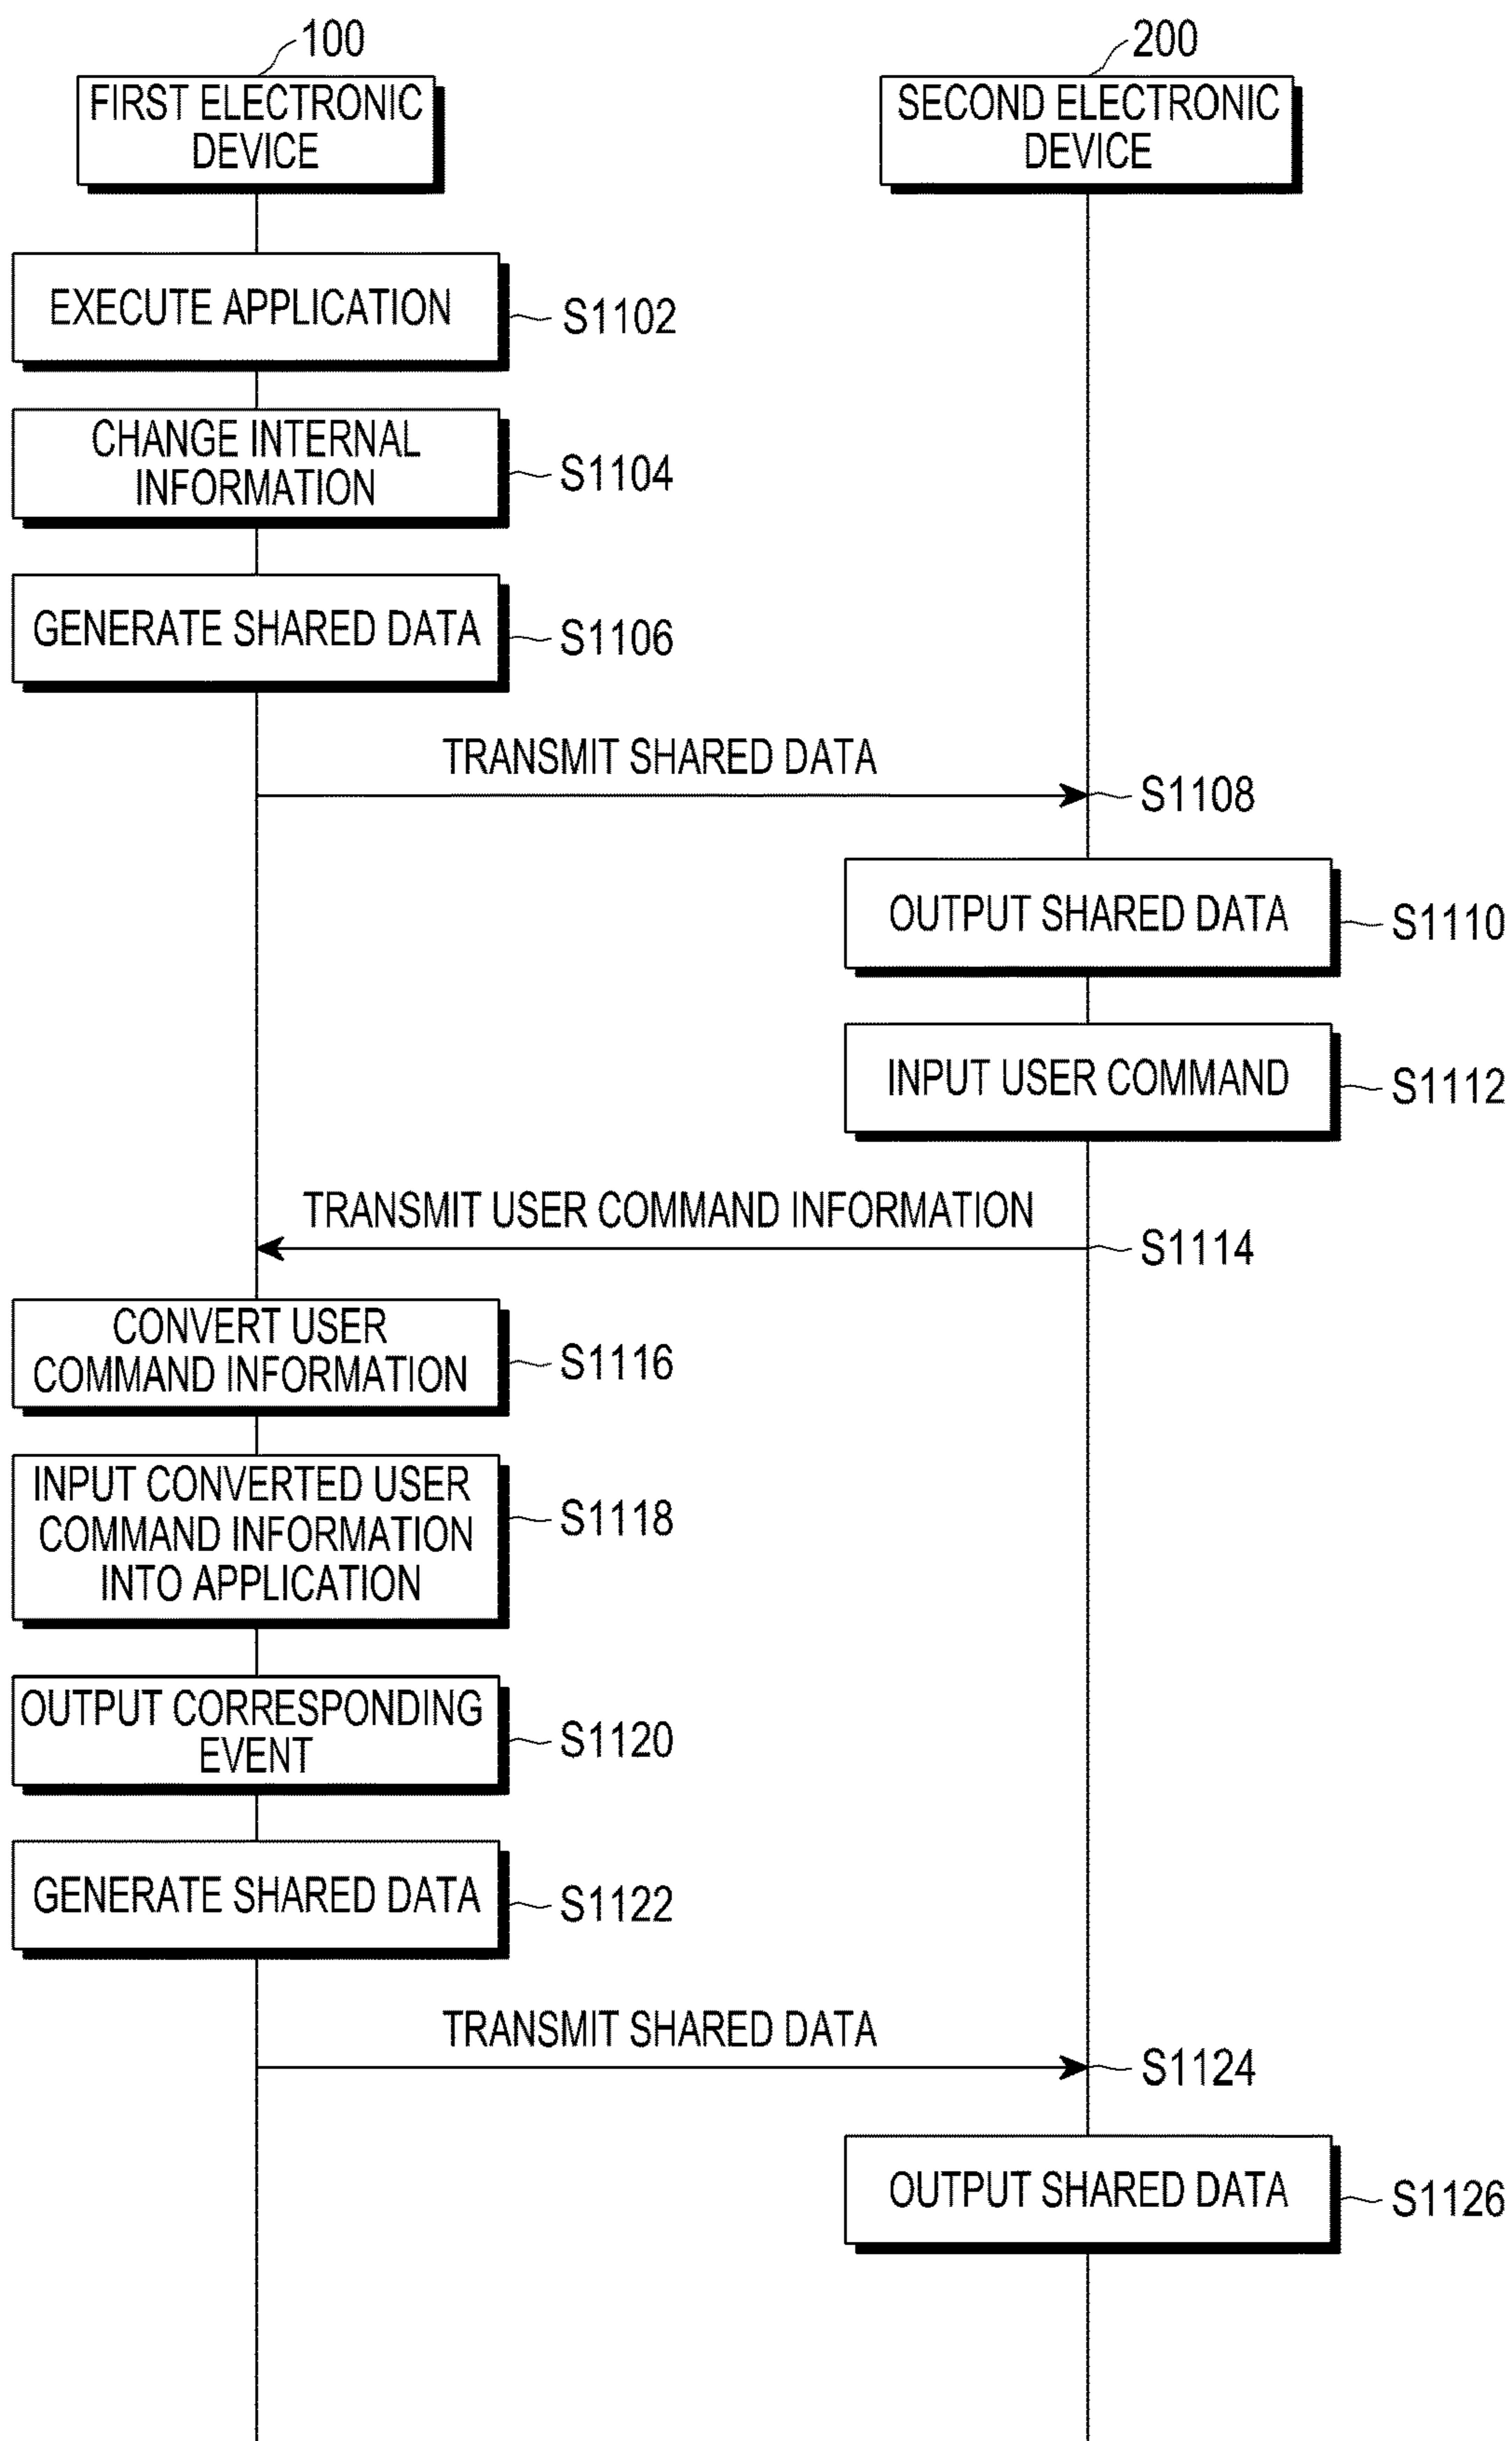 100
200
FIRST ELECTRONIC
DEVICE
SECOND ELECTRONIC
DEVICE
EXECUTE APPLICATION
S1102
CHANGE INTERNAL
INFORMATION
S1104
GENERATE SHARED DATA
S1106
TRANSMIT SHARED DATA
S1108
OUTPUT SHARED DATA
S1110
INPUT USER COMMAND
S1112
TRANSMIT USER COMMAND INFORMATION
S1114
CONVERT USER
COMMAND INFORMATION
S1116
INPUT CONVERTED USER
COMMAND INFORMATION
INTO APPLICATION
S1118
OUTPUT CORRESPONDING
EVENT
S1120
GENERATE SHARED DATA
S1122
TRANSMIT SHARED DATA
S1124
OUTPUT SHARED DATA
S1126